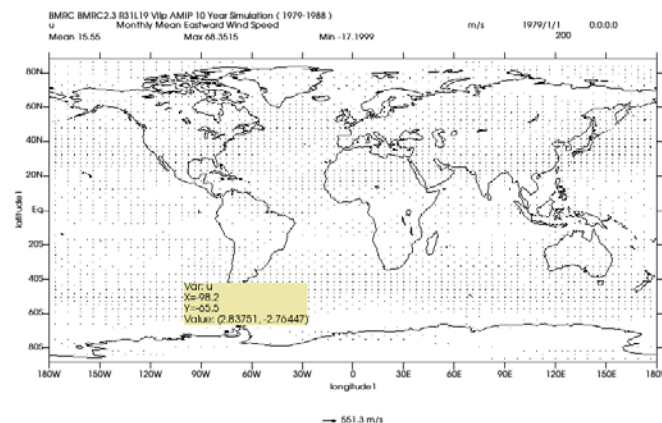 BMRC BMRC2.3 R31L19 VIIp AMIP 10 Year Simulation ( 1979-1988 )
u Monthly Mean Eastward Wind Speed m/s 1979/1/1 0:0:0.0
Mean 15.55 Max 68.3515 Min -17.1999 200
80N
60N
40N
20N
Eq
20S
40S
60S
80S
latitude1
Var: u
X=-98.2
Y=-65.5
Value: (2.83751, -2.76447)
180W 150W 120W 90W 60W 30W 0 30E 60E 90E 120E 150E 180E
longitude1
551.3 m/s